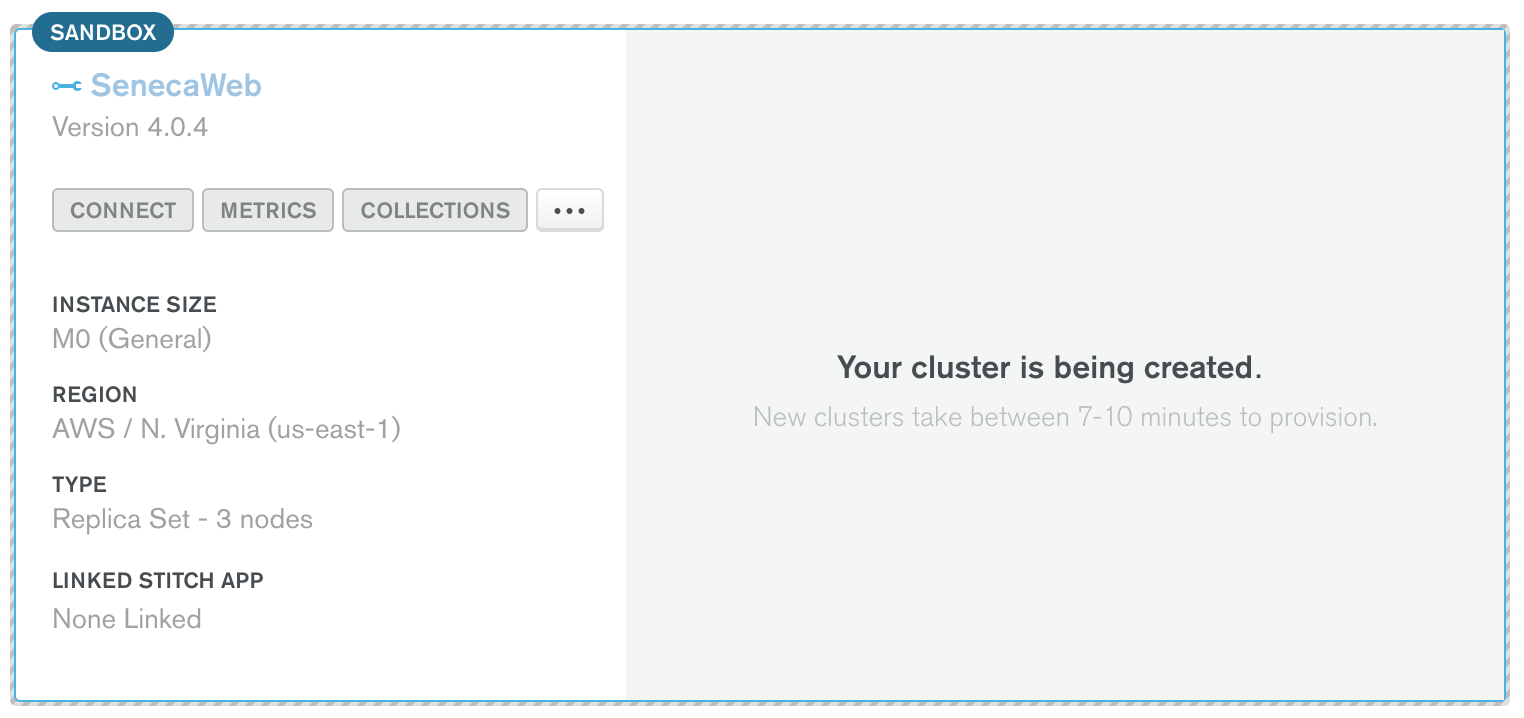 SANDBOX
SenecaWeb
Version 4.0.4
CONNECT METRICS COLLECTIONS ...
INSTANCE SIZE
M0 (General)
REGION
AWS / N. Virginia (us-east-1)
TYPE
Replica Set - 3 nodes
LINKED STITCH APP
None Linked
Your cluster is being created.
New clusters take between 7-10 minutes to provision.